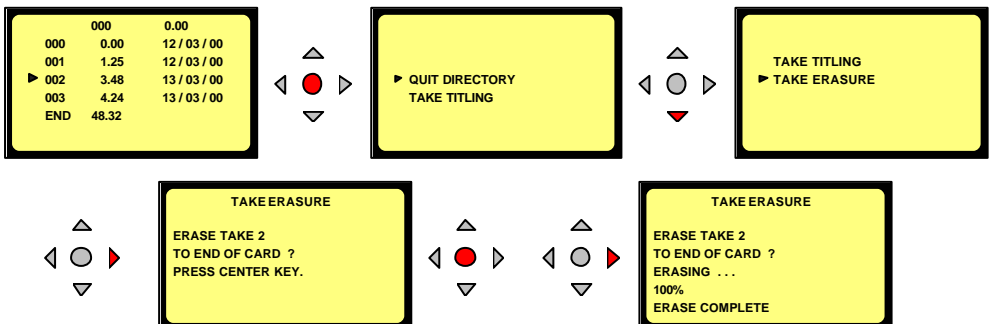 000 0.00
000 0.00 12 / 03 / 00
001 1.25 12 / 03 / 00
002 3.48 13 / 03 / 00
003 4.24 13 / 03 / 00
END 48.32
QUIT DIRECTORY
TAKE TITLING
TAKE TITLING
TAKE ERASURE
TAKE ERASURE
ERASE TAKE 2
TO END OF CARD ?
PRESS CENTER KEY.
TAKE ERASURE
ERASE TAKE 2
TO END OF CARD ?
ERASING . . .
100%
ERASE COMPLETE